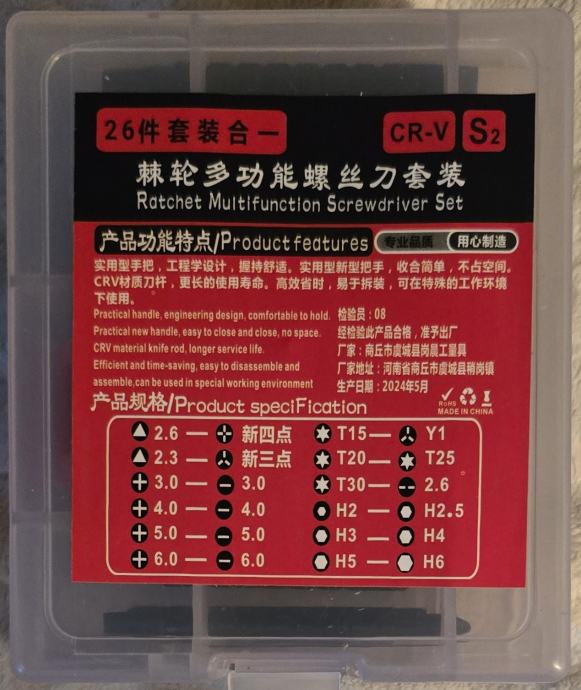 26件套装合一 CR-V S2
棘轮多功能螺丝刀套装
Ratchet Multifunction Screwdriver Set
产品功能特点/Product features 专业品质 用心制造
实用型手把，工程学设计，握持舒适。实用型新型把手，收合简单，不占空间。
CRV材质刀杆，更长的使用寿命。高效省时，易于拆装，可在特殊的工作环境
下使用。
Practical handle, engineering design, comfortable to hold.
Practical new handle, easy to close and close, no space.
CRV material knife rod, longer service life.
Efficient and time-saving, easy to disassemble and
assemble,can be used in special working environment
检验员：08
经检验此产品合格，准予出厂
厂家：商丘市虞城县岗晨工量具
厂家地址：河南省商丘市虞城县稍岗镇
生产日期：2024年5月
RoHS
MADE IN CHINA
产品规格/Product speciFication
2.6 — 新四点 T15 — Y1
2.3 — 新三点 T20 — T25
3.0 — 3.0 T30 — 2.6
4.0 — 4.0 H2 — H2.5
5.0 — 5.0 H3 — H4
6.0 — 6.0 H5 — H6